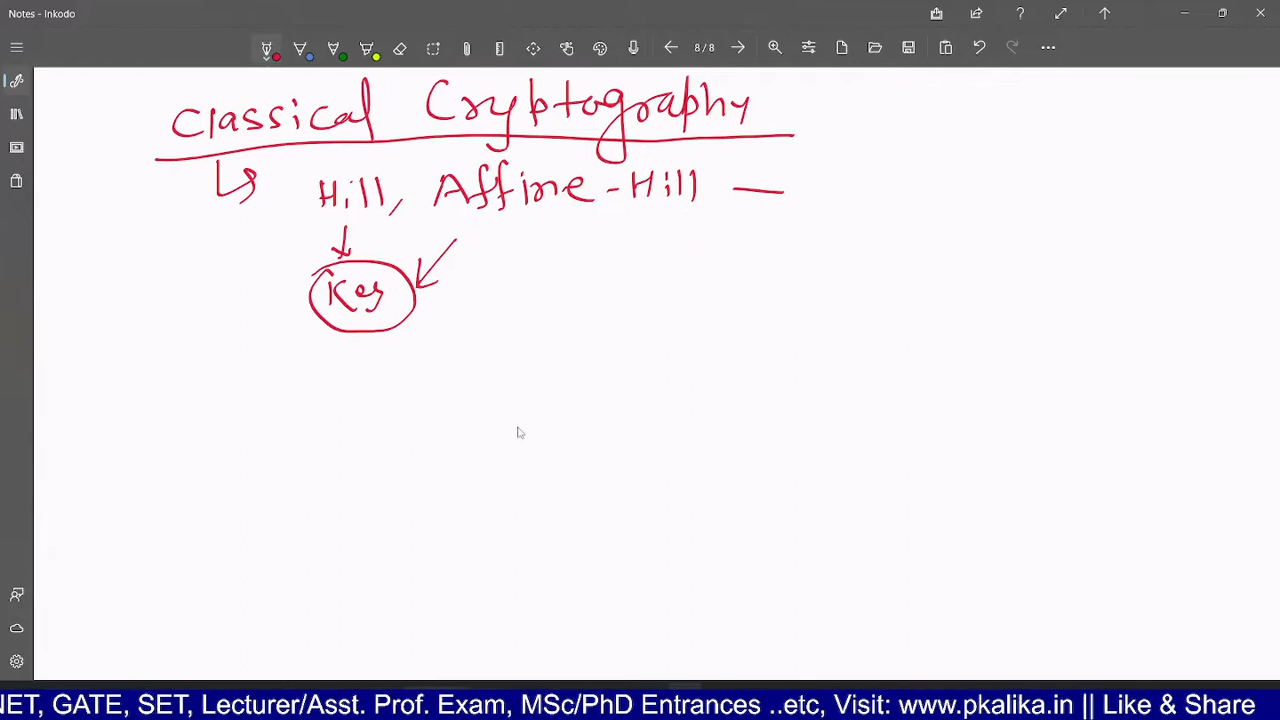 Notes - Inkodo
8/8
Classical Cryptography
Hill, Affine-Hill —
Key
NET, GATE, SET, Lecturer/Asst. Prof. Exam, MSc/PhD Entrances ..etc, Visit: www.pkalika.in || Like & Share